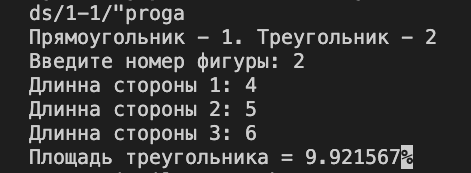 ds/1-1/"proga
Прямоугольник - 1. Треугольник - 2
Введите номер фигуры: 2
Длинна стороны 1: 4
Длинна стороны 2: 5
Длинна стороны 3: 6
Площадь треугольника = 9.921567%